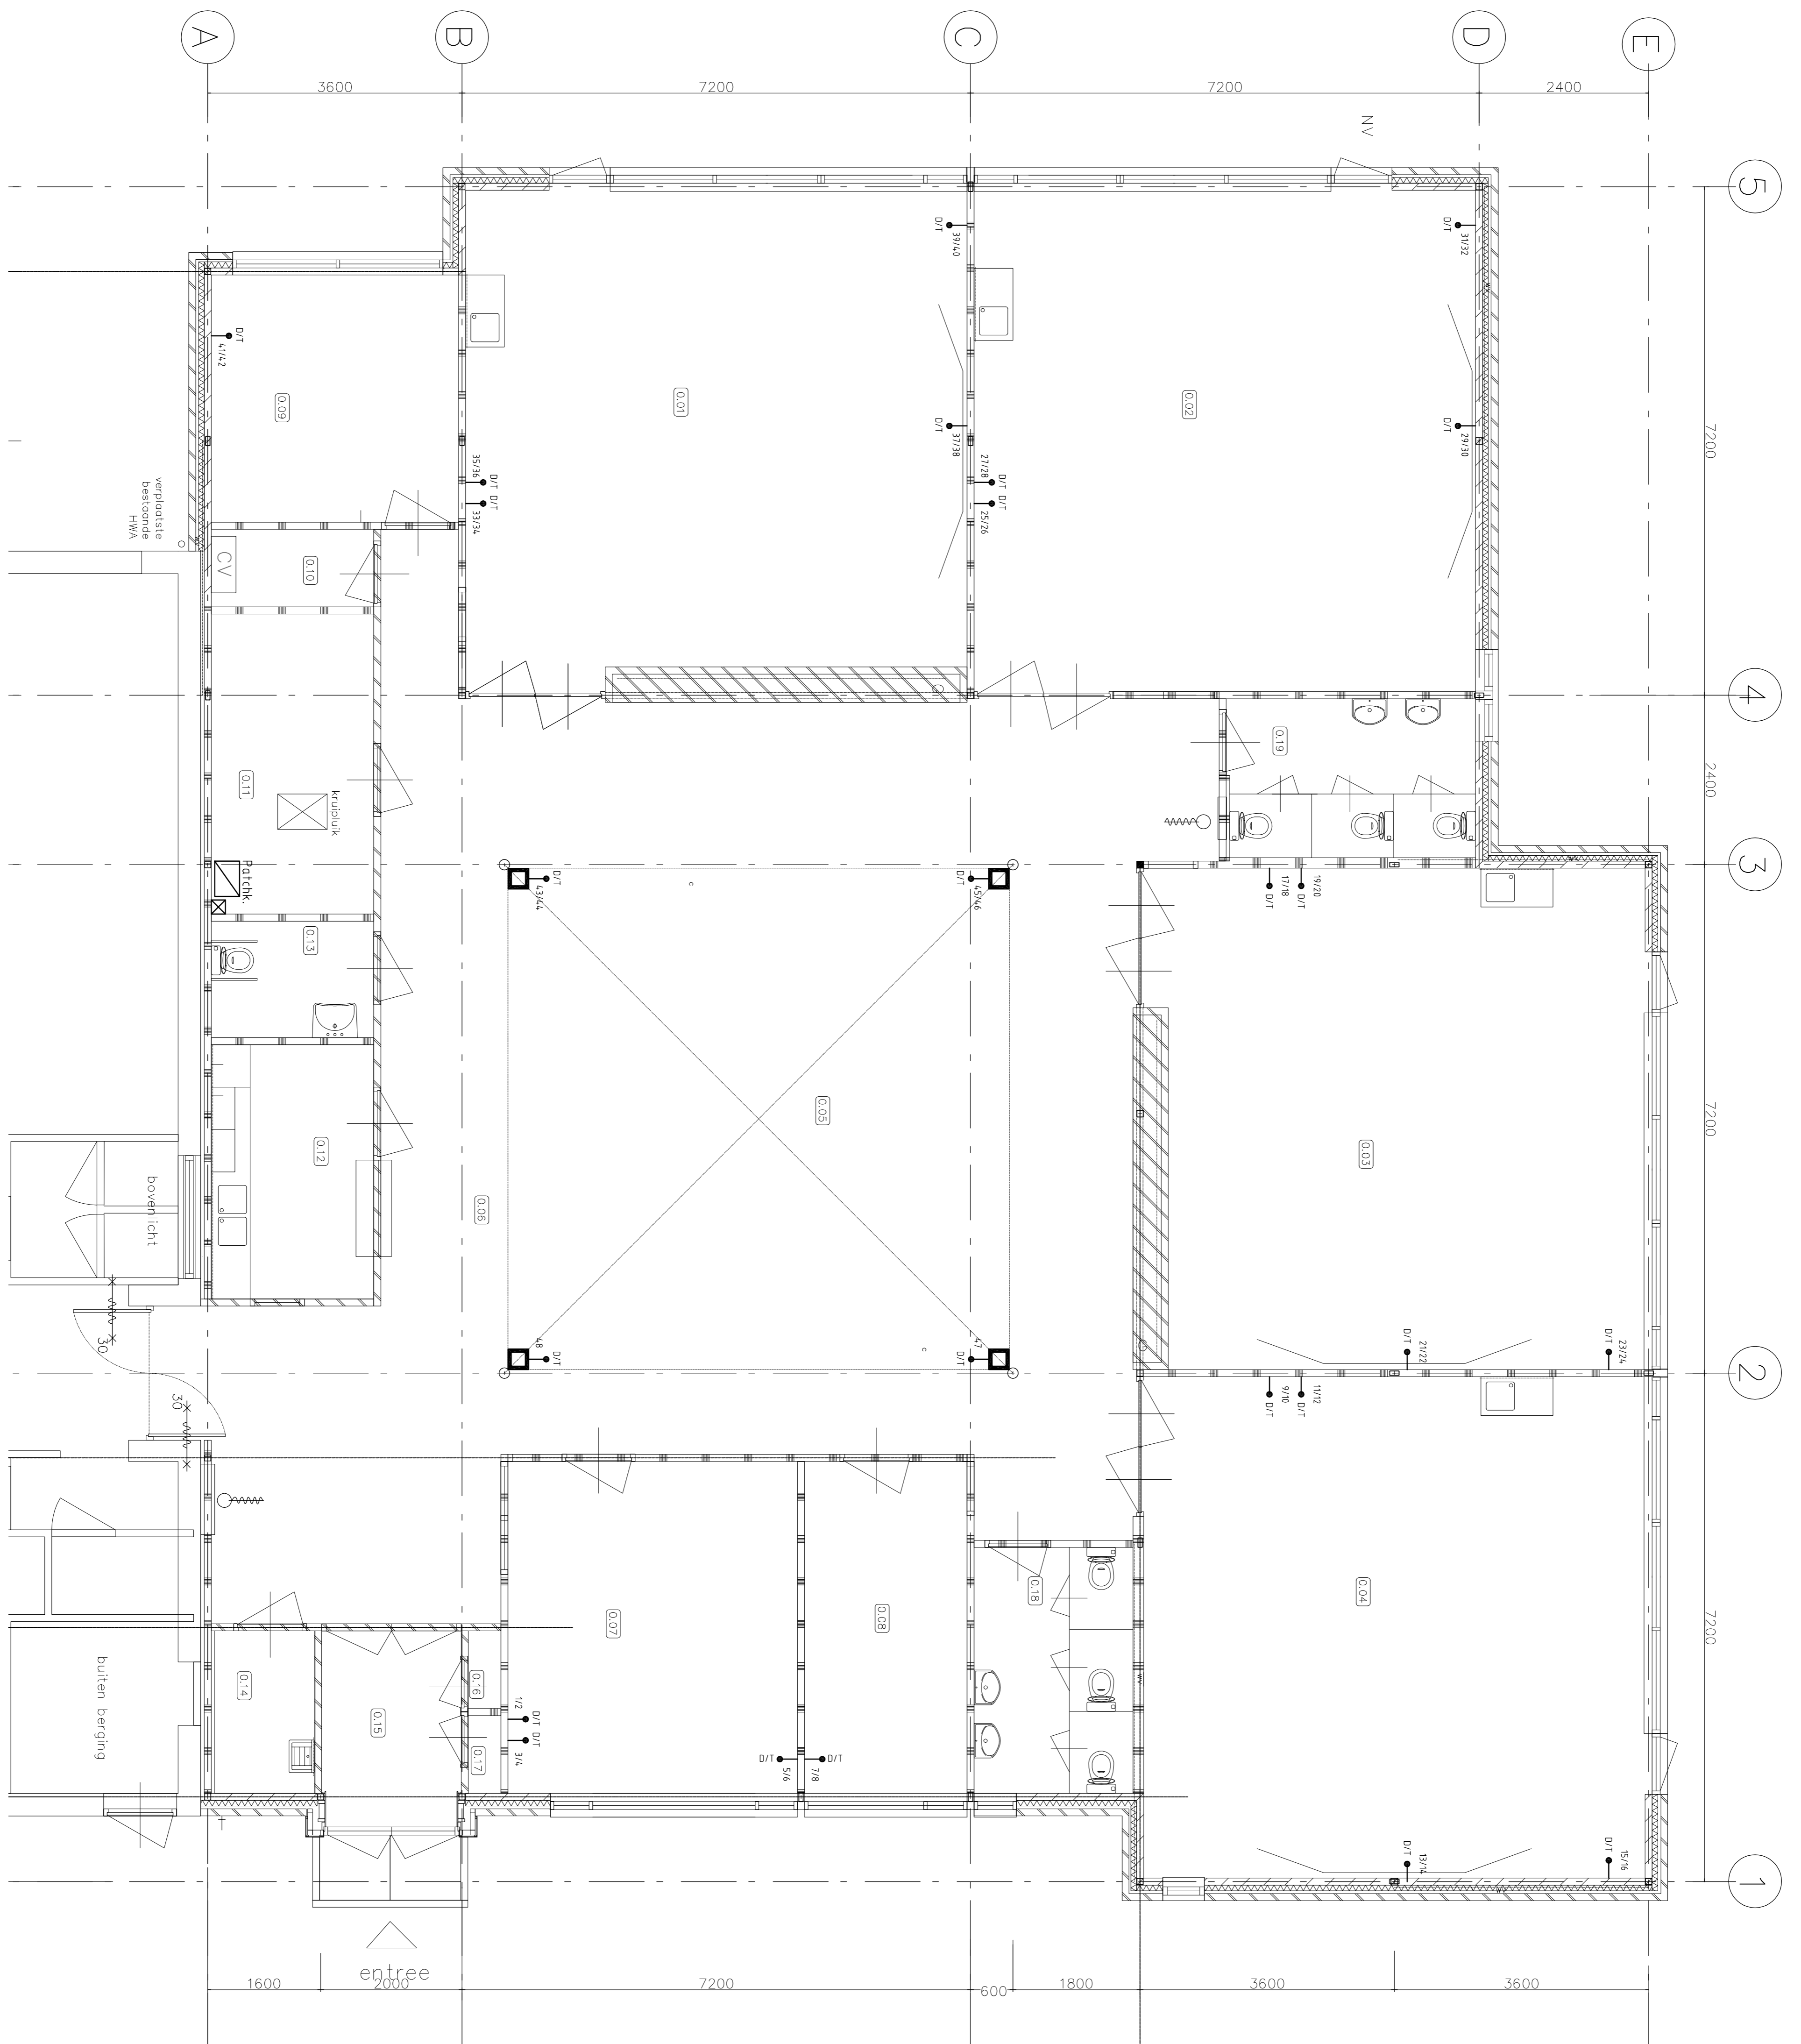 A
B
C
D
E
3600
7200
7200
2400
NV
5
D/T
39/40
D/T
31/32
D/T
41/42
0.09
0.01
0.02
7200
D/T
37/38
D/T
29/30
35/36
D/T
D/T
33/34
27/28
D/T
D/T
25/26
verplaatste
bestaande
HWA
CV
0.10
4
0.19
0.11
kruipluik
2400
Patchk.
3
D/T
43/44
c
D/T
45/46
17/18
D/T
19/20
D/T
0.13
0.05
0.12
0.06
0.03
7200
bovenlicht
30
48
D/T
47
D/T
D/T
21/22
D/T
23/24
2
30
c
9/10
D/T
11/12
D/T
0.07
0.08
0.18
0.04
7200
buiten berging
0.14
0.15
0.16
0.17
1/2
D/T
D/T
3/4
D/T
5/6
D/T
7/8
D/T
13/14
D/T
15/16
1
entree
1600
2000
7200
600
1800
3600
3600